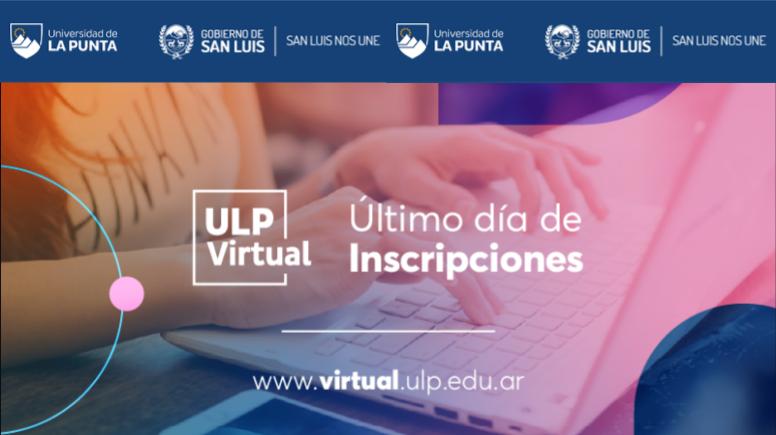 Universidad de
LA PUNTA
GOBIERNO DE
SAN LUIS
SAN LUIS NOS UNE
Universidad de
LA PUNTA
GOBIERNO DE
SAN LUIS
SAN LUIS NOS UNE
ULP
Virtual
Último día de
Inscripciones
www.virtual.ulp.edu.ar